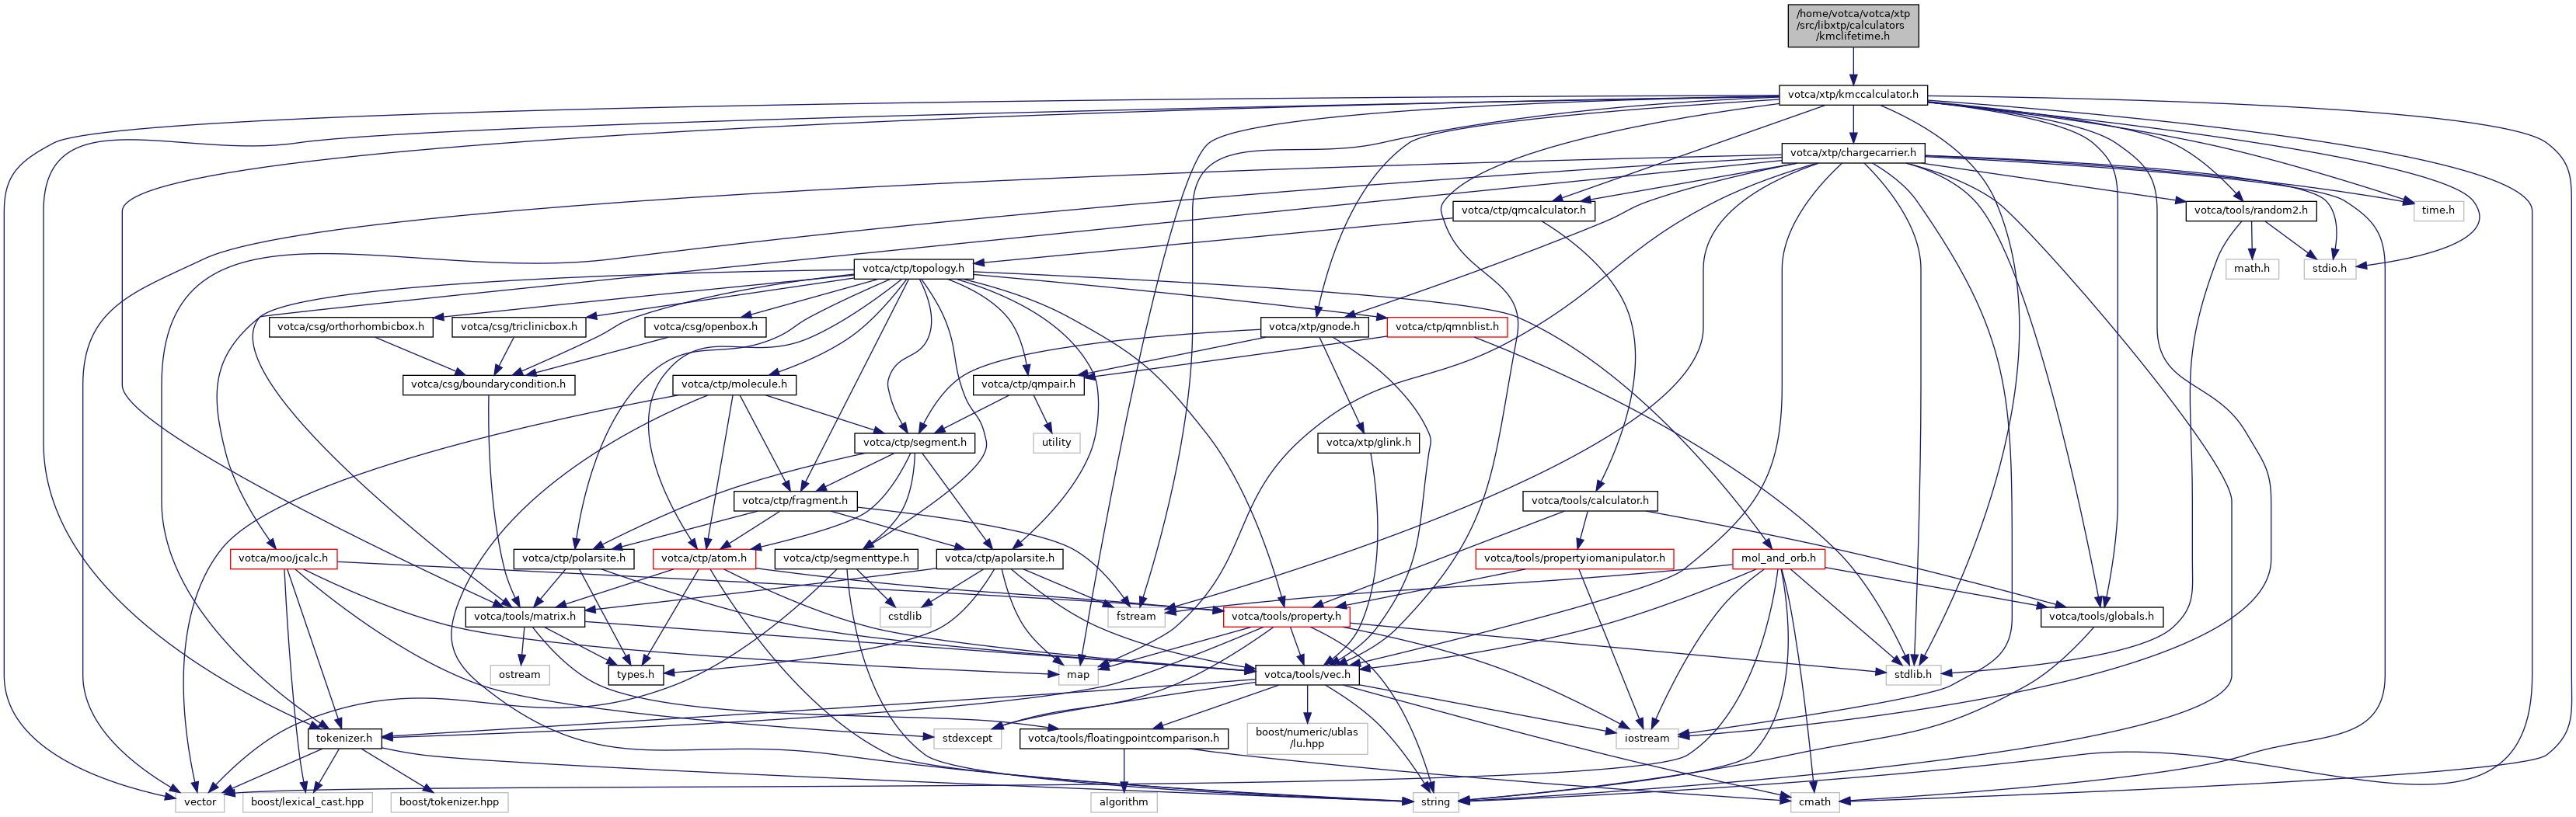 /home/votca/votca/xtp
/src/libxtp/calculators
/kmclifetime.h
votca/xtp/kmccalculator.h
votca/xtp/chargecarrier.h
votca/ctp/qmcalculator.h
votca/tools/random2.h
time.h
votca/ctp/topology.h
math.h
stdio.h
votca/csg/orthorhombicbox.h
votca/csg/triclinicbox.h
votca/csg/openbox.h
votca/xtp/gnode.h
votca/ctp/qmnblist.h
votca/csg/boundarycondition.h
votca/ctp/molecule.h
votca/ctp/qmpair.h
votca/ctp/segment.h
utility
votca/xtp/glink.h
votca/ctp/fragment.h
votca/tools/calculator.h
votca/moo/jcalc.h
votca/ctp/polarsite.h
votca/ctp/atom.h
votca/ctp/segmenttype.h
votca/ctp/apolarsite.h
votca/tools/propertyiomanipulator.h
mol_and_orb.h
votca/tools/matrix.h
cstdlib
fstream
votca/tools/property.h
votca/tools/globals.h
ostream
types.h
map
votca/tools/vec.h
stdlib.h
tokenizer.h
stdexcept
votca/tools/floatingpointcomparison.h
boost/numeric/ublas
/lu.hpp
iostream
vector
boost/lexical_cast.hpp
boost/tokenizer.hpp
algorithm
string
cmath